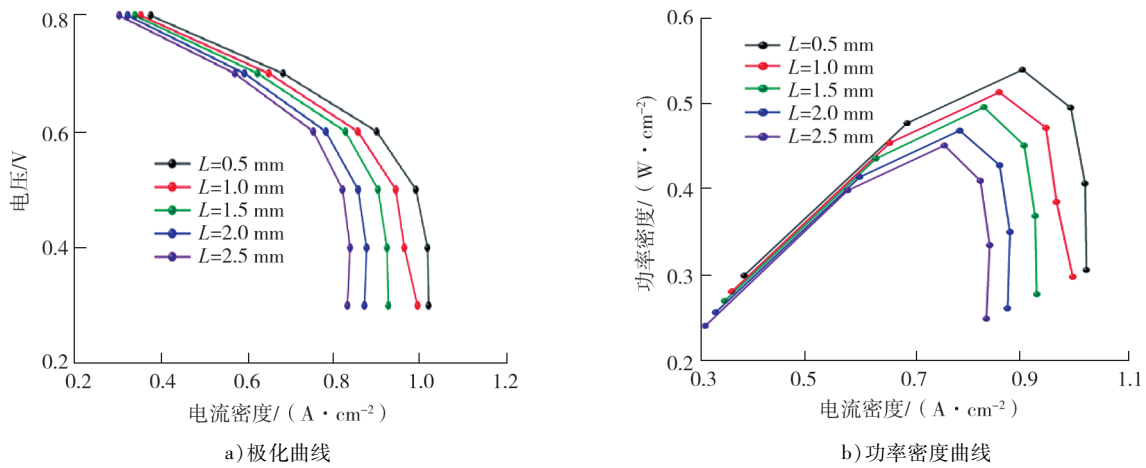 0.8
0.6
0.4
0.2
电压/V
L=0.5 mm
L=1.0 mm
L=1.5 mm
L=2.0 mm
L=2.5 mm
0.2 0.4 0.6 0.8 1.0 1.2
电流密度/（A·cm⁻²）
a)极化曲线
0.6
0.5
0.4
0.3
0.2
功率密度/（W·cm⁻²）
L=0.5 mm
L=1.0 mm
L=1.5 mm
L=2.0 mm
L=2.5 mm
0.3 0.5 0.7 0.9 1.1
电流密度/（A·cm⁻²）
b)功率密度曲线